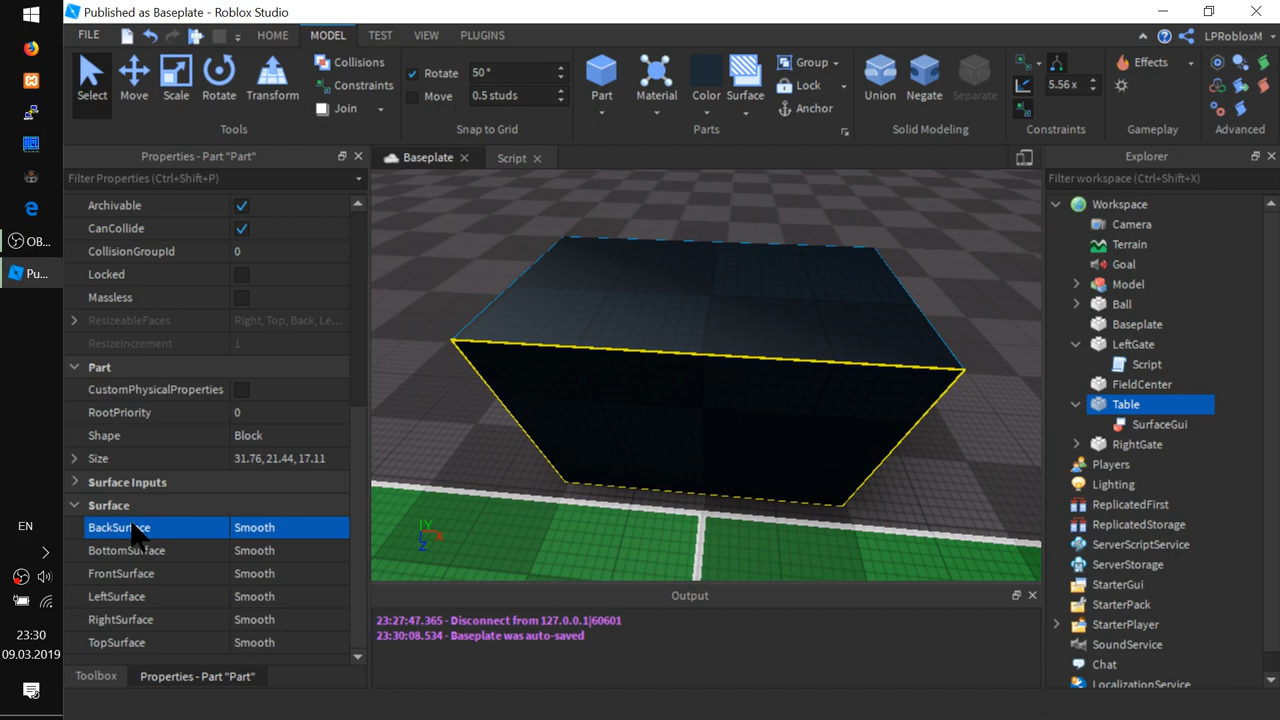 Published as Baseplate - Roblox Studio
FILE HOME MODEL TEST VIEW PLUGINS LPRobloxM
Select Move Scale Rotate Transform
Collisions
Constraints
Join
Tools
Rotate 50°
Move 0.5 studs
Snap to Grid
Part Material Color Surface
Group
Lock
Anchor
Parts
Union Negate Separate
Solid Modeling
5.56 x
Constraints
Effects
Gameplay
Advanced
OB...
Pu...
EN
23:30
09.03.2019
Properties - Part "Part"
Filter Properties (Ctrl+Shift+P)
Archivable
CanCollide
CollisionGroupId 0
Locked
Massless
ResizeableFaces Right, Top, Back, Le...
ResizeIncrement 1
Part
CustomPhysicalProperties
RootPriority 0
Shape Block
Size 31.76, 21.44, 17.11
Surface Inputs
Surface
BackSurface Smooth
BottomSurface Smooth
FrontSurface Smooth
LeftSurface Smooth
RightSurface Smooth
TopSurface Smooth
Toolbox Properties - Part "Part"
Baseplate Script
Y
X
Z
Output
23:27:47.365 - Disconnect from 127.0.0.1|60601
23:30:08.534 - Baseplate was auto-saved
Explorer
Filter workspace (Ctrl+Shift+X)
Workspace
Camera
Terrain
Goal
Model
Ball
Baseplate
LeftGate
Script
FieldCenter
Table
SurfaceGui
RightGate
Players
Lighting
ReplicatedFirst
ReplicatedStorage
ServerScriptService
ServerStorage
StarterGui
StarterPack
StarterPlayer
SoundService
Chat
LocalizationService